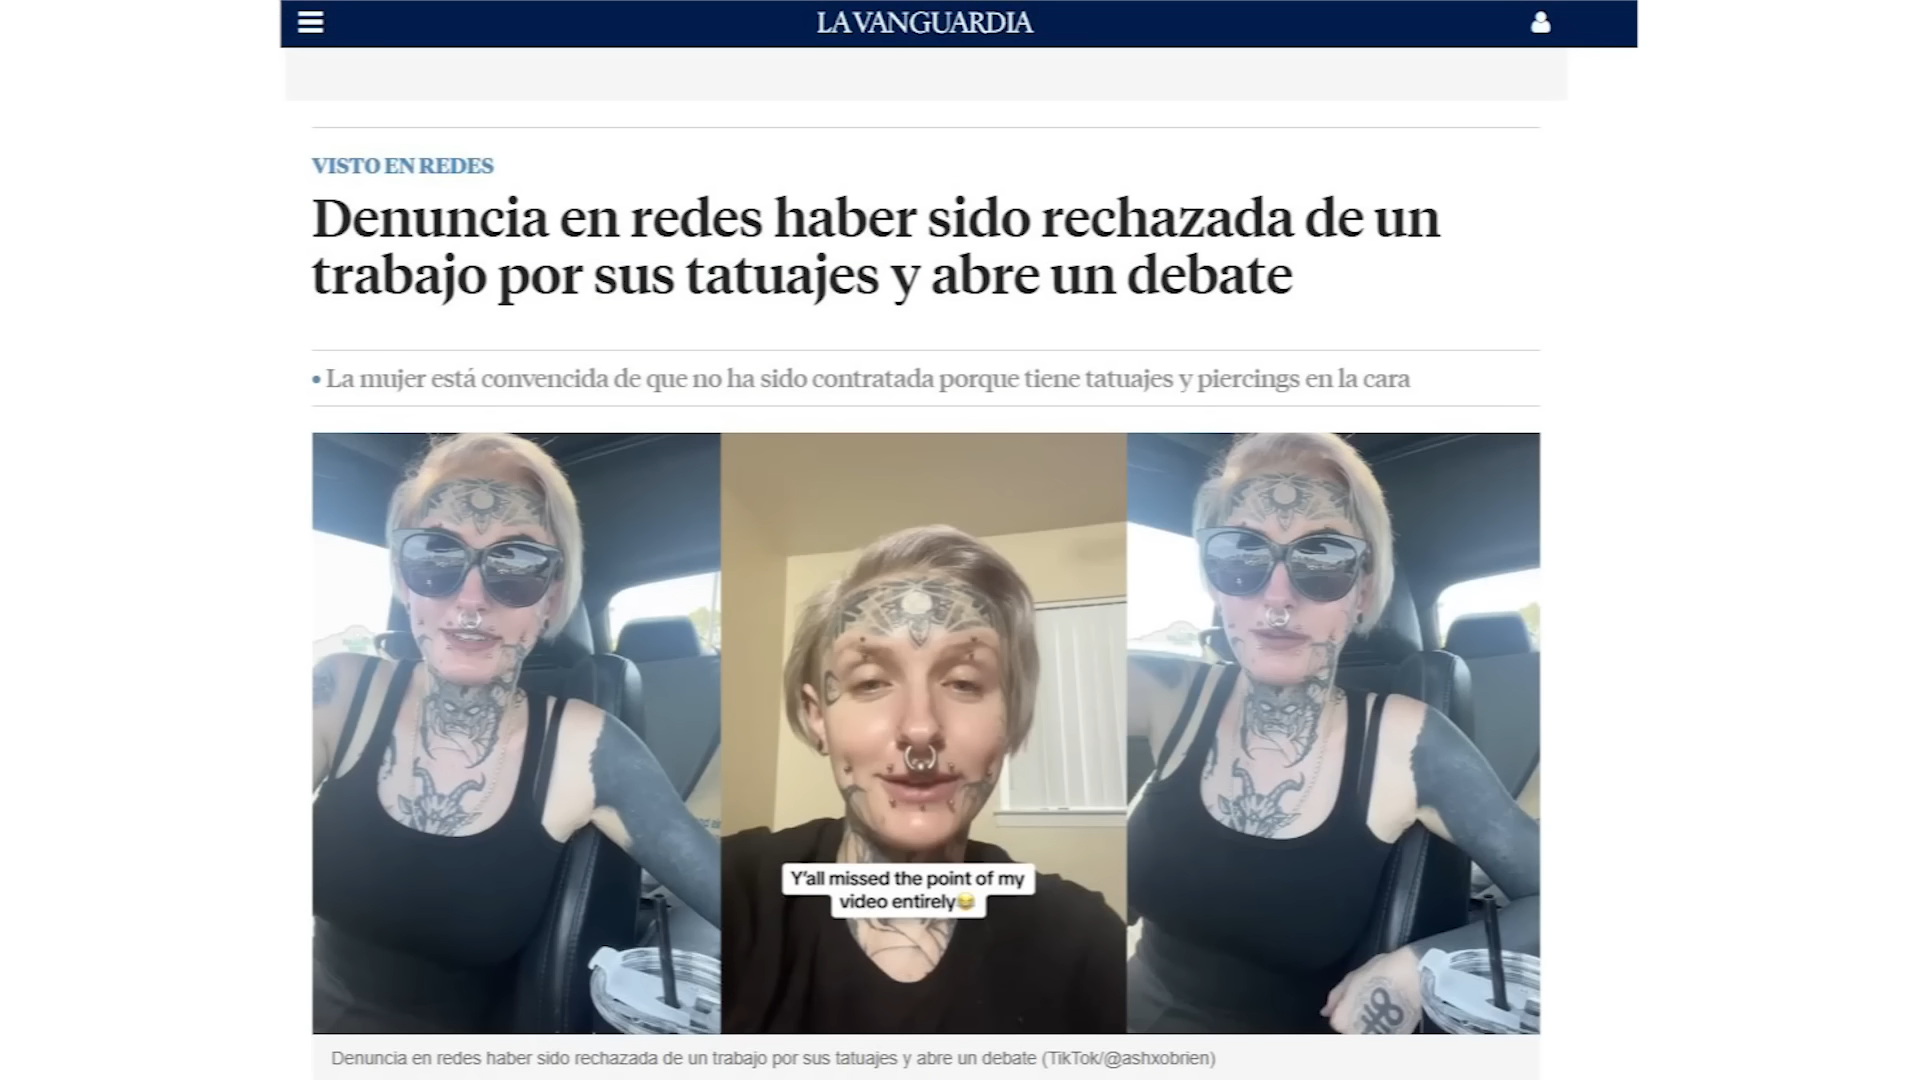 LA VANGUARDIA
VISTO EN REDES
Denuncia en redes haber sido rechazada de un
trabajo por sus tatuajes y abre un debate
• La mujer está convencida de que no ha sido contratada porque tiene tatuajes y piercings en la cara
Y'all missed the point of my
video entirely😂
Denuncia en redes haber sido rechazada de un trabajo por sus tatuajes y abre un debate (TikTok/@ashxobrien)